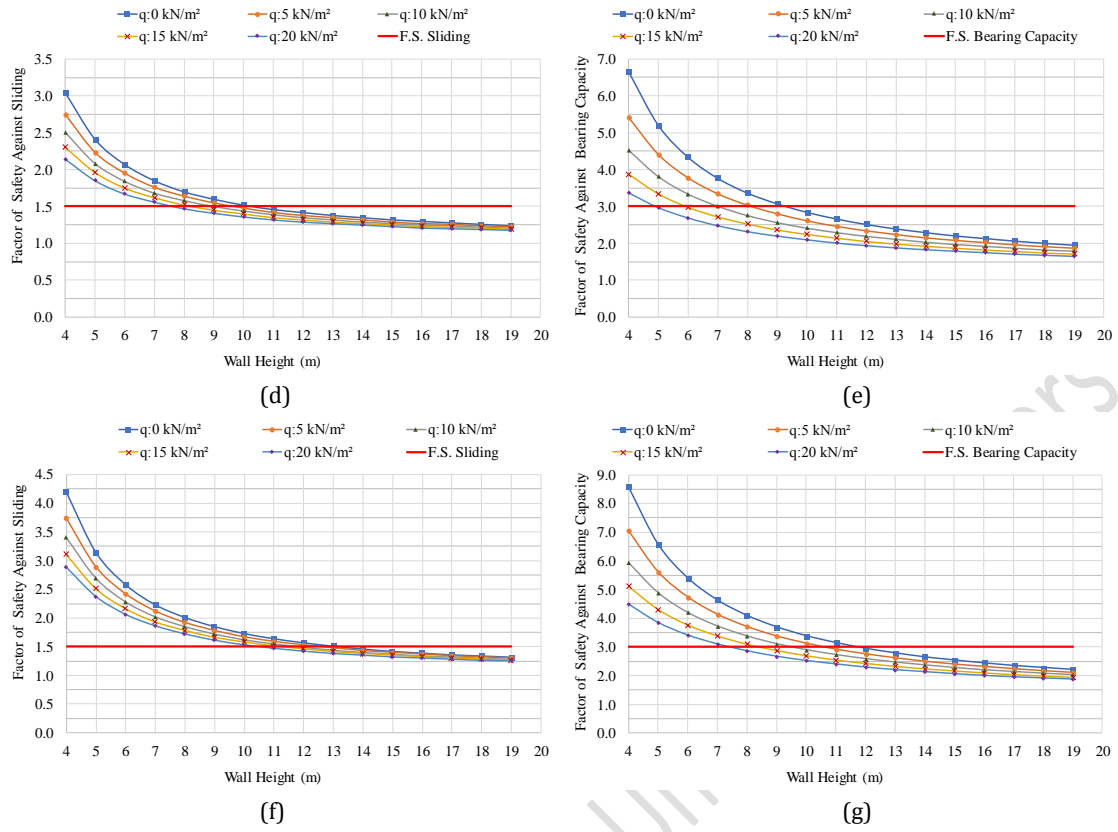 q:0 kN/m² q:5 kN/m² q:10 kN/m²
q:15 kN/m² q:20 kN/m² F.S. Sliding
Factor of Safety Against Sliding
3.5
3.0
2.5
2.0
1.5
1.0
0.5
0.0
4 5 6 7 8 9 10 11 12 13 14 15 16 17 18 19 20
Wall Height (m)
(d)
q:0 kN/m² q:5 kN/m² q:10 kN/m²
q:15 kN/m² q:20 kN/m² F.S. Bearing Capacity
Factor of Safety Against Bearing Capacity
7.0
6.0
5.0
4.0
3.0
2.0
1.0
0.0
4 5 6 7 8 9 10 11 12 13 14 15 16 17 18 19 20
Wall Height (m)
(e)
q:0 kN/m² q:5 kN/m² q:10 kN/m²
q:15 kN/m² q:20 kN/m² F.S. Sliding
Factor of Safety Against Sliding
4.5
4.0
3.5
3.0
2.5
2.0
1.5
1.0
0.5
0.0
4 5 6 7 8 9 10 11 12 13 14 15 16 17 18 19 20
Wall Height (m)
(f)
q:0 kN/m² q:5 kN/m² q:10 kN/m²
q:15 kN/m² q:20 kN/m² F.S. Bearing Capacity
Factor of Safety Against Bearing Capacity
9.0
8.0
7.0
6.0
5.0
4.0
3.0
2.0
1.0
0.0
4 5 6 7 8 9 10 11 12 13 14 15 16 17 18 19 20
Wall Height (m)
(g)